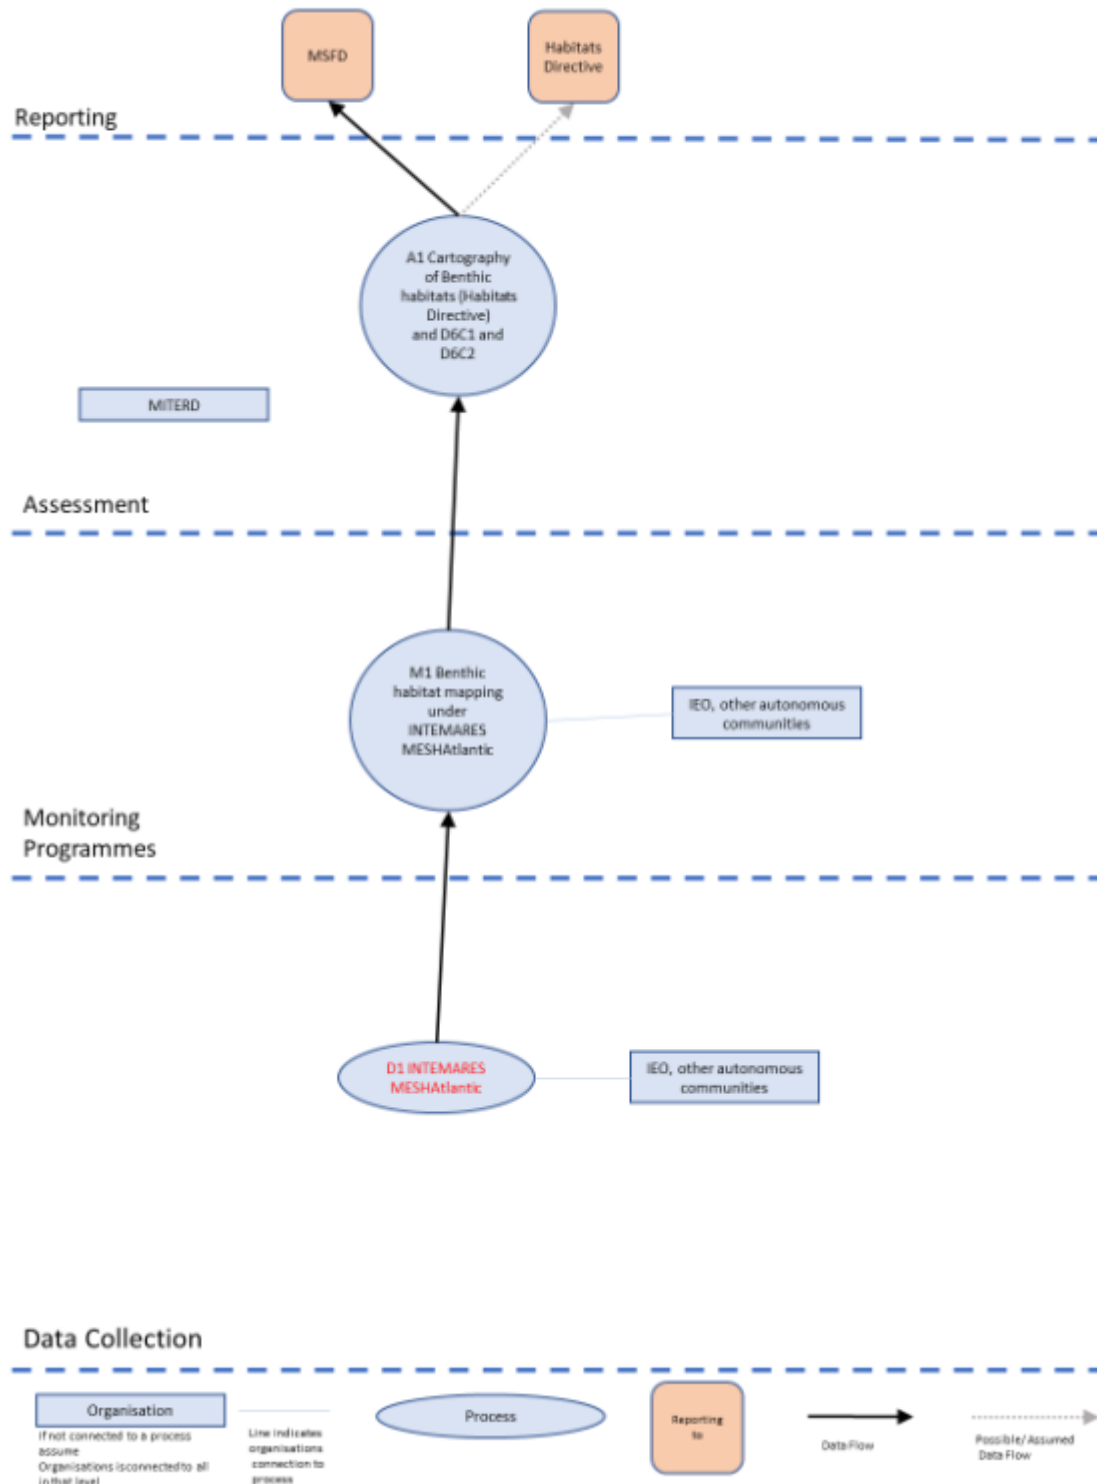 MSFD
Habitats
Directive
Reporting
A1 Cartography
of Benthic
habitats (Habitats
Directive)
and D6C1 and
D6C2
MITERD
Assessment
M1 Benthic
habitat mapping
under
INTEMARES
MESHAtlantic
IEO, other autonomous
communities
Monitoring
Programmes
D1 INTEMARES
MESHAtlantic
IEO, other autonomous
communities
Data Collection
Organisation
If not connected to a process
assume
Organisations is connected to all
in that level
Line indicates
organisations
connection to
process
Process
Reporting
to
Data Flow
Possible/ Assumed
Data Flow